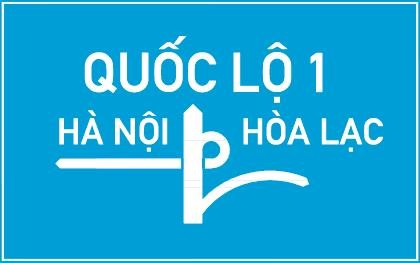 QUỐC LỘ 1
HÀ NỘI HÒA LẠC